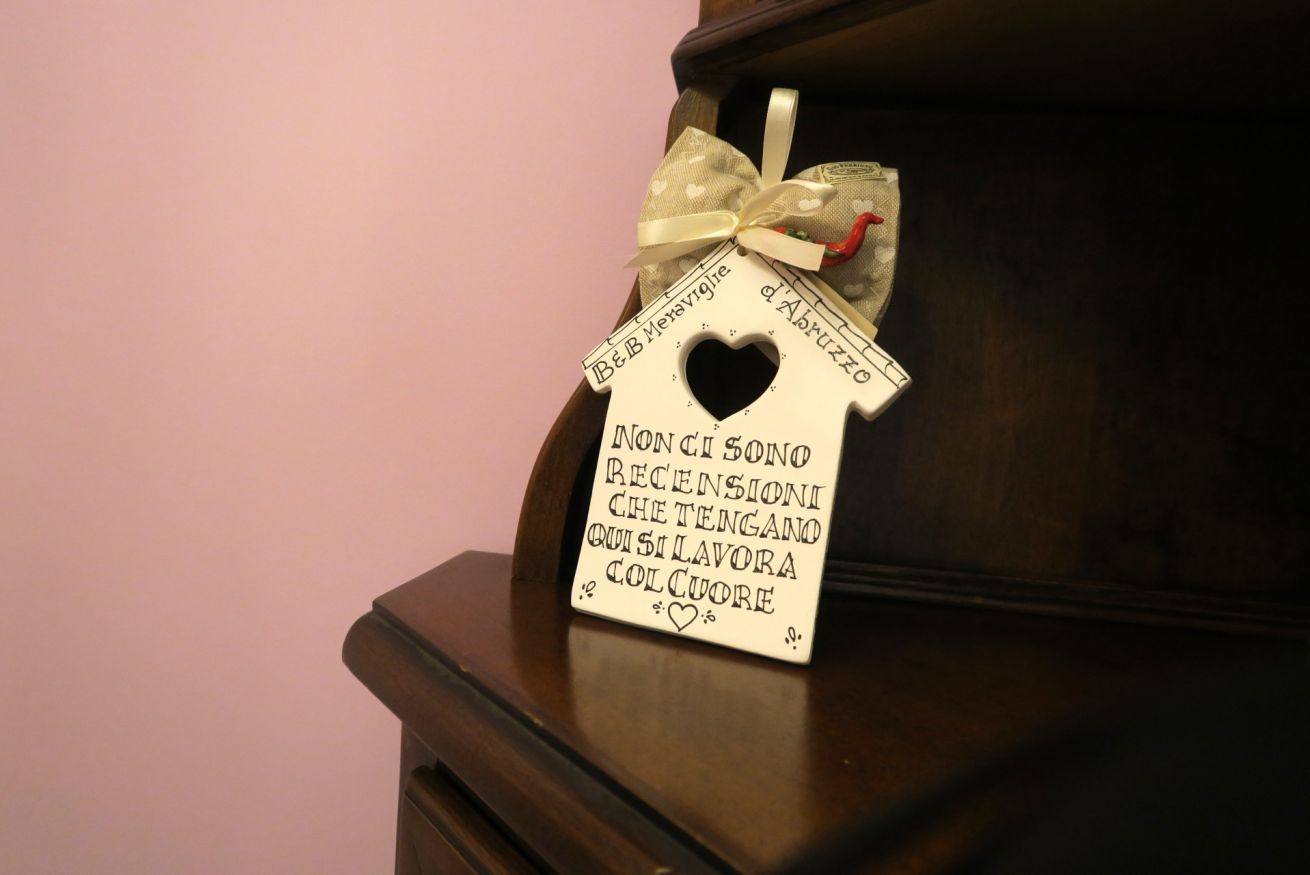 B&B Meraviglie
d'Abruzzo
NON CI SONO
RECENSIONI
CHE TENGANO
QUI SI LAVORA
COL CUORE